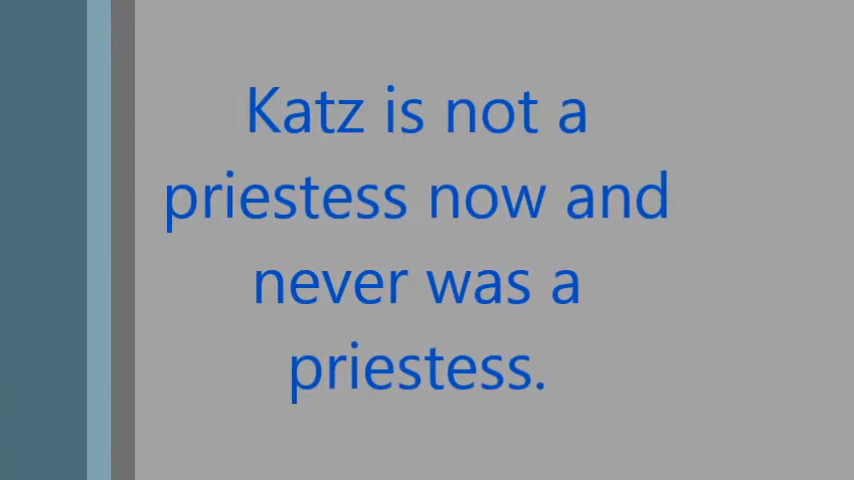 Katz is not a
priestess now and
never was a
priestess.